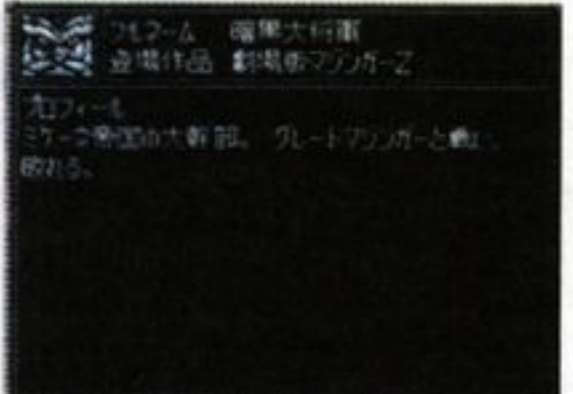 フルネーム 暗黒大将軍
登場作品 劇場版マジンガーZ
プロフィール
ミケーネ帝国の大幹部。 グレートマジンガーと戦い、
敗れる。